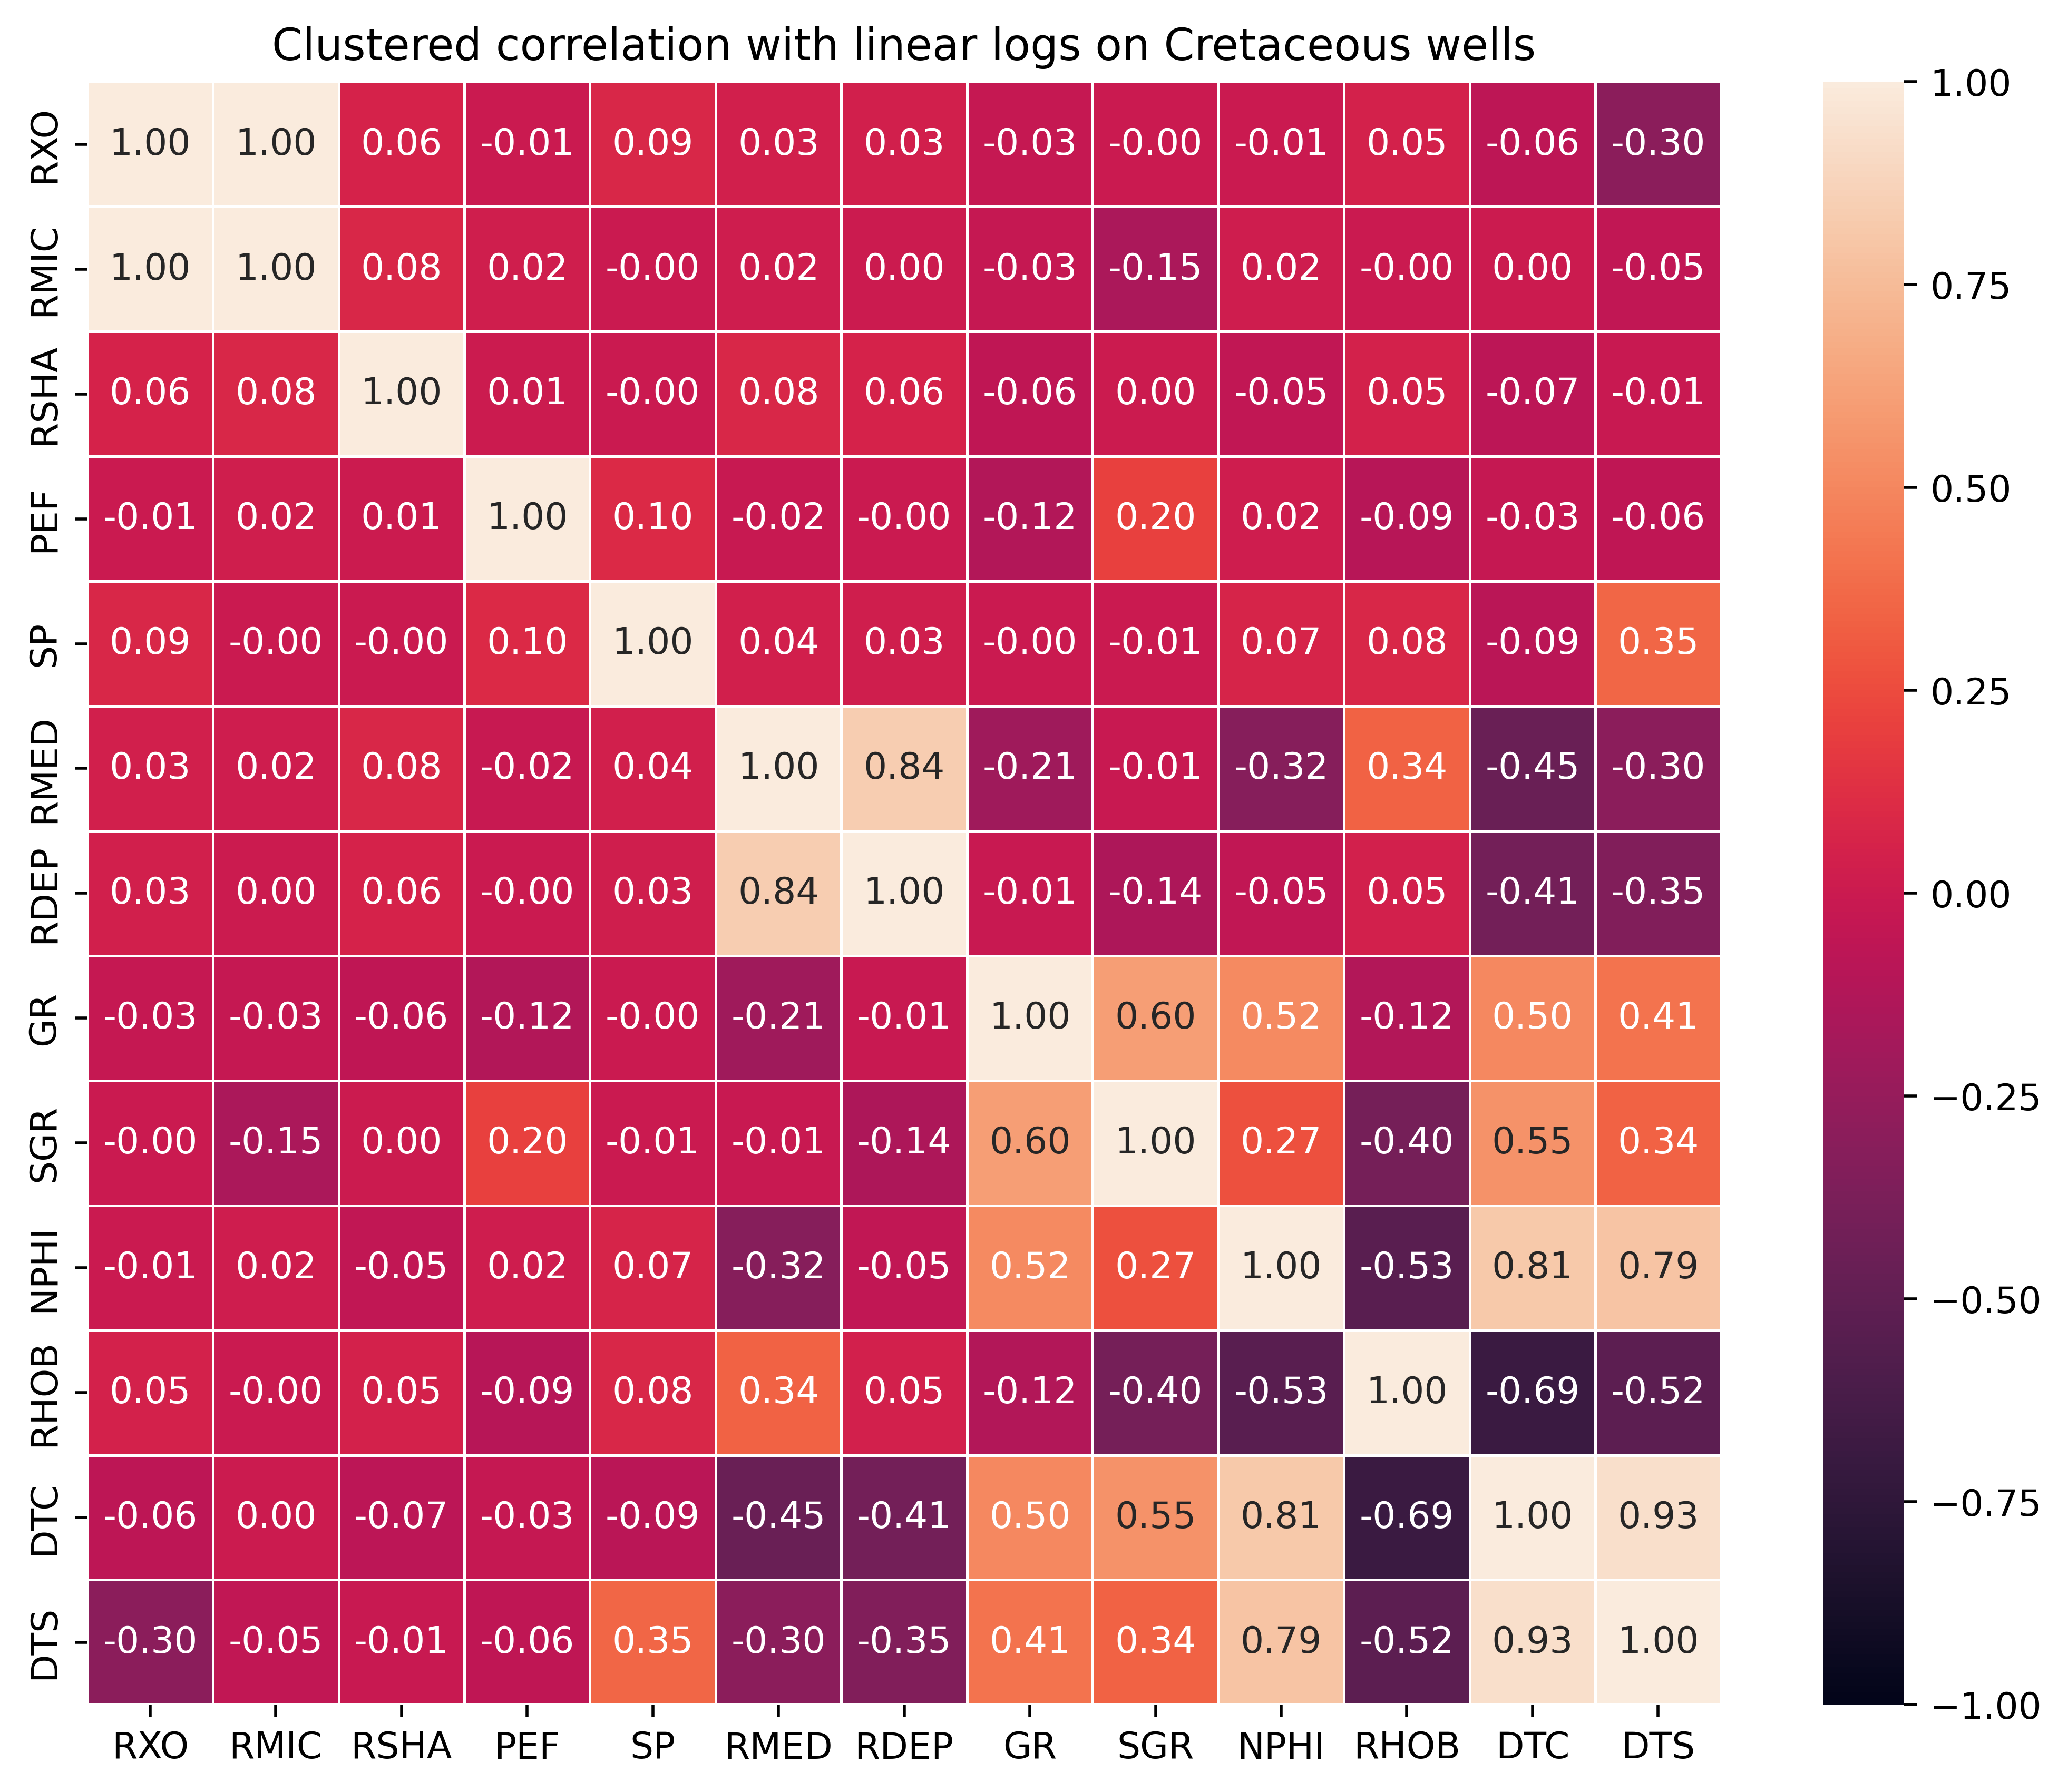 Clustered correlation with linear logs on Cretaceous wells
RXO 1.00 1.00 0.06 -0.01 0.09 0.03 0.03 -0.03 -0.00 -0.01 0.05 -0.06 -0.30
RMIC 1.00 1.00 0.08 0.02 -0.00 0.02 0.00 -0.03 -0.15 0.02 -0.00 0.00 -0.05
RSHA 0.06 0.08 1.00 0.01 -0.00 0.08 0.06 -0.06 0.00 -0.05 0.05 -0.07 -0.01
PEF -0.01 0.02 0.01 1.00 0.10 -0.02 -0.00 -0.12 0.20 0.02 -0.09 -0.03 -0.06
SP 0.09 -0.00 -0.00 0.10 1.00 0.04 0.03 -0.00 -0.01 0.07 0.08 -0.09 0.35
RMED 0.03 0.02 0.08 -0.02 0.04 1.00 0.84 -0.21 -0.01 -0.32 0.34 -0.45 -0.30
RDEP 0.03 0.00 0.06 -0.00 0.03 0.84 1.00 -0.01 -0.14 -0.05 0.05 -0.41 -0.35
GR -0.03 -0.03 -0.06 -0.12 -0.00 -0.21 -0.01 1.00 0.60 0.52 -0.12 0.50 0.41
SGR -0.00 -0.15 0.00 0.20 -0.01 -0.01 -0.14 0.60 1.00 0.27 -0.40 0.55 0.34
NPHI -0.01 0.02 -0.05 0.02 0.07 -0.32 -0.05 0.52 0.27 1.00 -0.53 0.81 0.79
RHOB 0.05 -0.00 0.05 -0.09 0.08 0.34 0.05 -0.12 -0.40 -0.53 1.00 -0.69 -0.52
DTC -0.06 0.00 -0.07 -0.03 -0.09 -0.45 -0.41 0.50 0.55 0.81 -0.69 1.00 0.93
DTS -0.30 -0.05 -0.01 -0.06 0.35 -0.30 -0.35 0.41 0.34 0.79 -0.52 0.93 1.00
RXO RMIC RSHA PEF SP RMED RDEP GR SGR NPHI RHOB DTC DTS
1.00
0.75
0.50
0.25
0.00
−0.25
−0.50
−0.75
−1.00